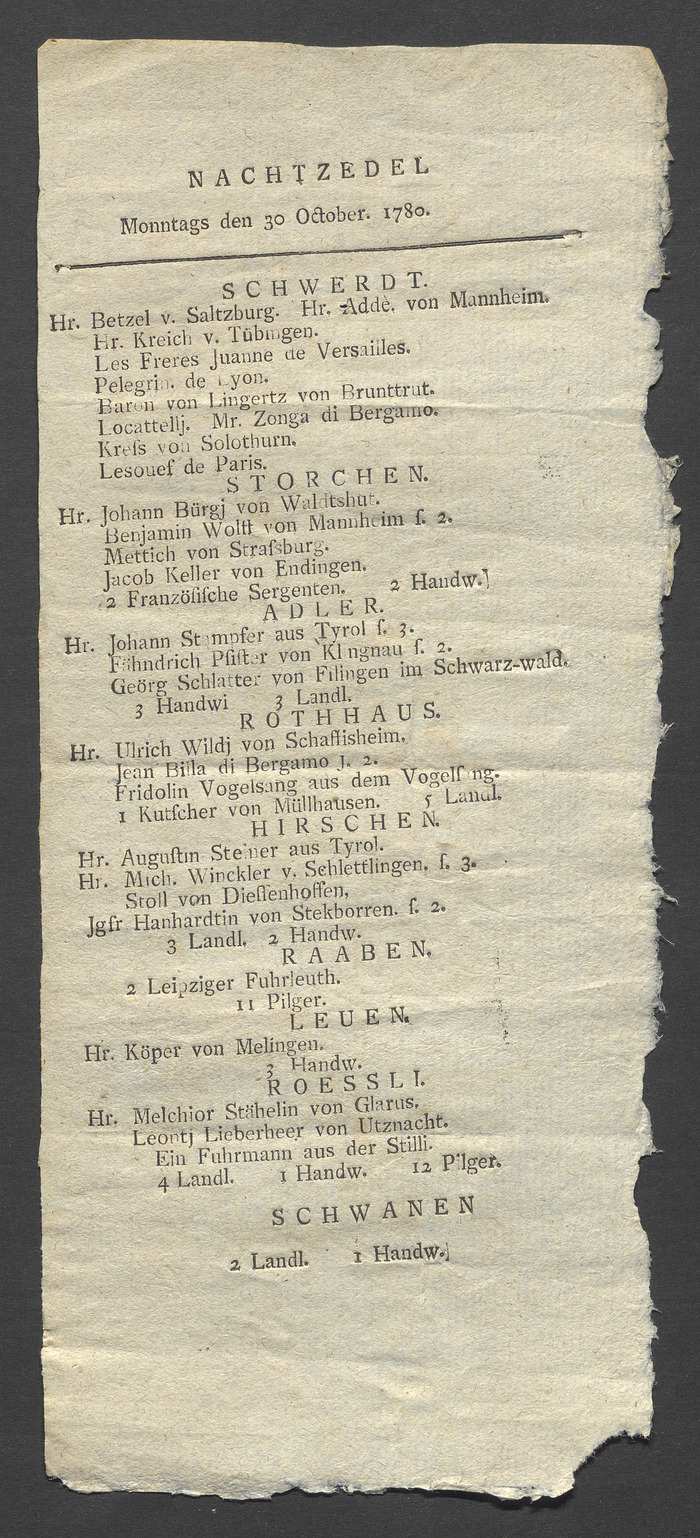 NACHTZEDEL
Monntags den 30 October. 1780.
SCHWERDT.
Hr. Betzel v. Saltzburg. Hr. Addè. von Mannheim.
Hr. Kreich v. Tübingen.
Les Freres Juanne de Versailles.
Pelegrin. de Lyon.
Baron von Lingertz von Brunttrut.
Locattellj. Mr. Zonga di Bergamo.
Kreſs von Solothurn.
Lesouef de Paris.
STORCHEN.
Hr. Johann Bürgj von Waldtshut.
Benjamin Wolff von Mannheim ſ. 2.
Mettich von Straſsburg.
Jacob Keller von Endingen.
2 Französiſche Sergenten. 2 Handw.
ADLER.
Hr. Johann Stampfer aus Tyrol ſ. 3.
Fähndrich Pfiſter von Klingnau ſ. 2.
Geörg Schlatter von Filingen im Schwarz-wald.
3 Handwi 3 Landl.
ROTHHAUS.
Hr. Ulrich Wildj von Schaffisheim.
Jean Billa di Bergamo ſ. 2.
Fridolin Vogelsang aus dem Vogelſang.
1 Kutſcher von Müllhausen. 5 Landl.
HIRSCHEN.
Hr. Auguſtin Steiner aus Tyrol.
Hr. Mich. Winckler v. Schlettlingen. ſ. 3.
Stoll von Dieſſenhoffen,
Jgfr Hanhardtin von Stekborren. ſ. 2.
3 Landl. 2 Handw.
RAABEN.
2 Leipziger Fuhrleuth.
11 Pilger.
LEUEN.
Hr. Köper von Melingen.
3 Handw.
ROESSLI.
Hr. Melchior Stähelin von Glarus.
Leontj Lieberheer von Utznacht.
Ein Fuhrmann aus der Stilli.
4 Landl. 1 Handw. 12 Pilger.
SCHWANEN
2 Landl. 1 Handw.